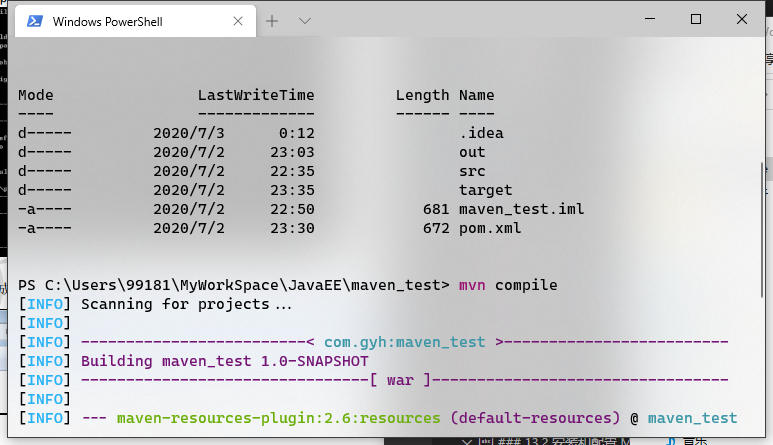 Windows PowerShell
Mode LastWriteTime Length Name
---- ------------- ------ ----
d----- 2020/7/3 0:12 .idea
d----- 2020/7/2 23:03 out
d----- 2020/7/2 22:35 src
d----- 2020/7/2 23:35 target
-a---- 2020/7/2 22:50 681 maven_test.iml
-a---- 2020/7/2 23:30 672 pom.xml
PS C:\Users\99181\MyWorkSpace\JavaEE\maven_test> mvn compile
[INFO] Scanning for projects...
[INFO]
[INFO] -------------------------< com.gyh:maven_test >-------------------------
[INFO] Building maven_test 1.0-SNAPSHOT
[INFO] --------------------------------[ war ]---------------------------------
[INFO]
[INFO] --- maven-resources-plugin:2.6:resources (default-resources) @ maven_test